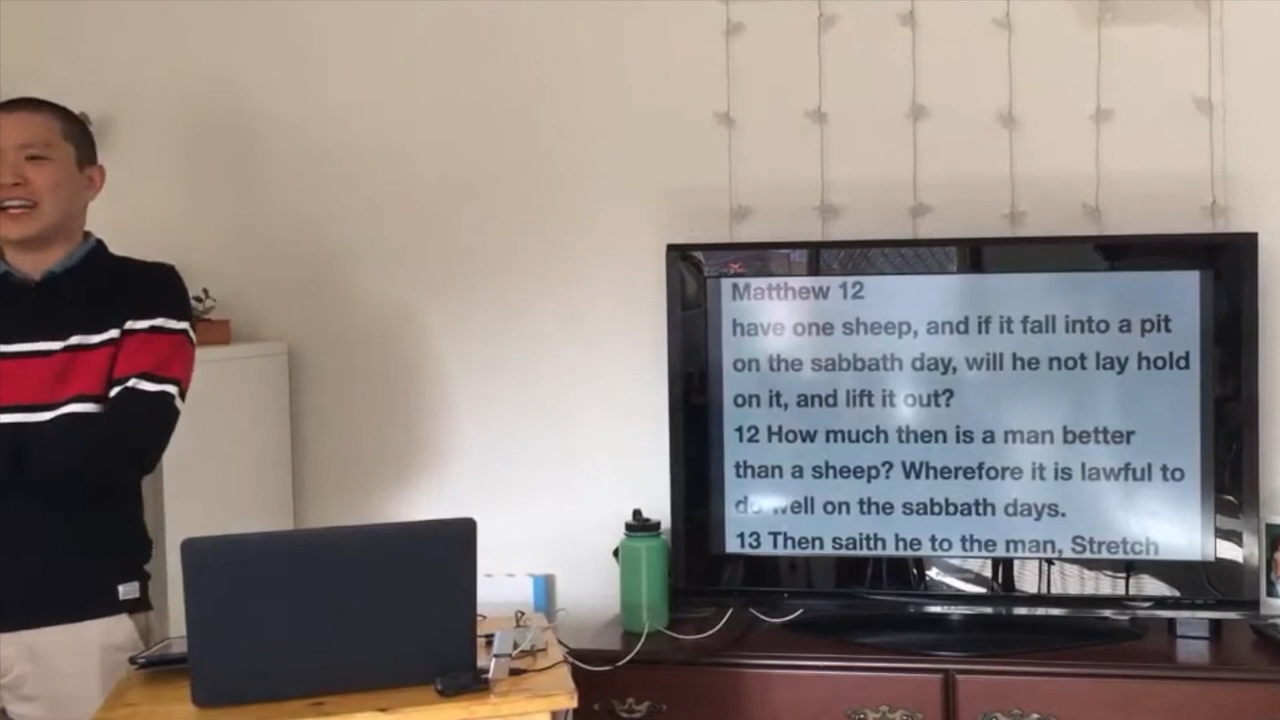 Matthew 12
have one sheep, and if it fall into a pit
on the sabbath day, will he not lay hold
on it, and lift it out?
12 How much then is a man better
than a sheep? Wherefore it is lawful to
do well on the sabbath days.
13 Then saith he to the man, Stretch